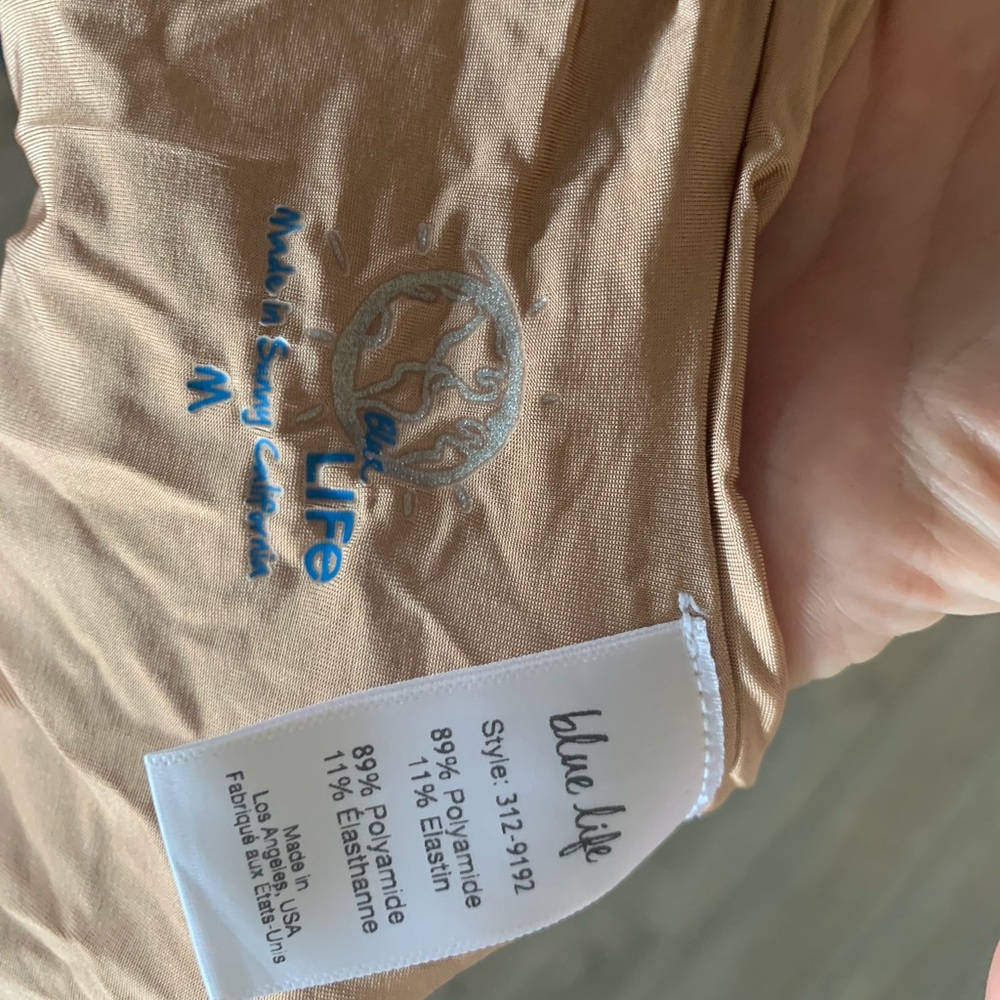 Blue
LIFe
Made In Sunny California
M
blue life
Style: 312-9192
89% Polyamide
11% Elastin
89% Polyamide
11% Élasthanne
Made in
Los Angeles, USA
Fabriqué aux États-Unis